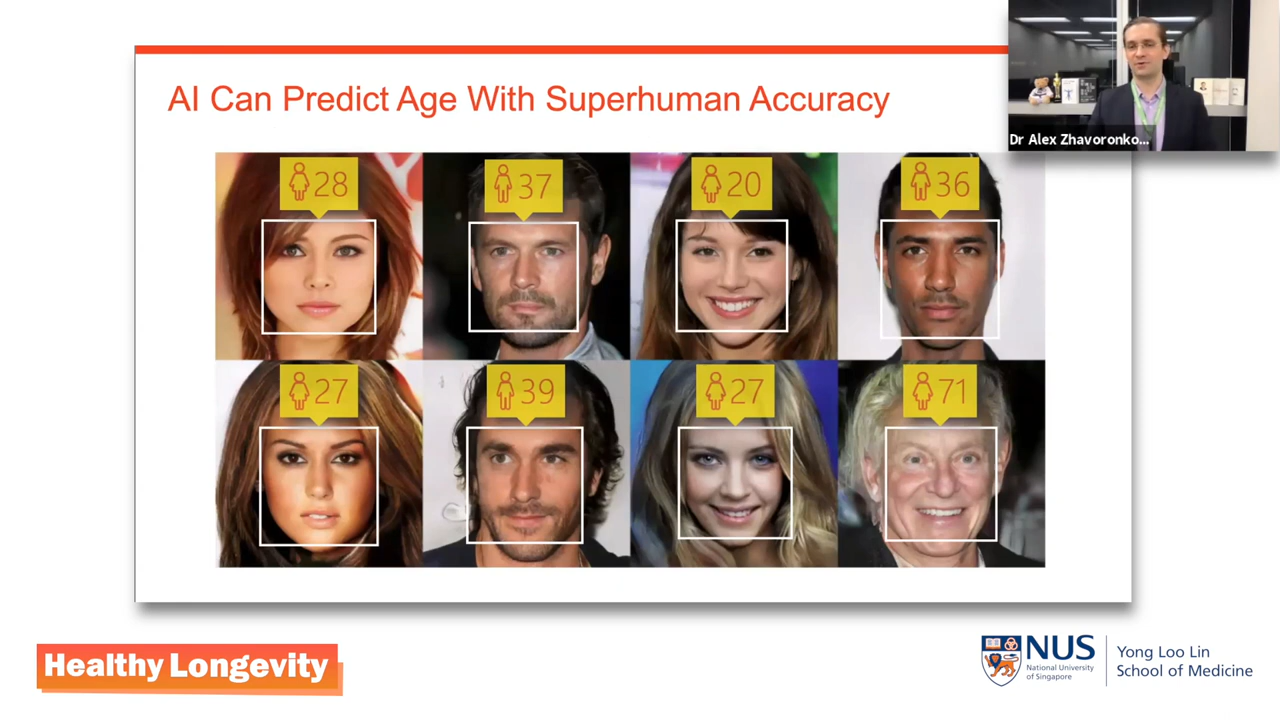 AI Can Predict Age With Superhuman Accuracy
Dr Alex Zhavoronko...
28
37
20
36
27
39
27
71
Healthy Longevity
NUS
National University
of Singapore
Yong Loo Lin
School of Medicine